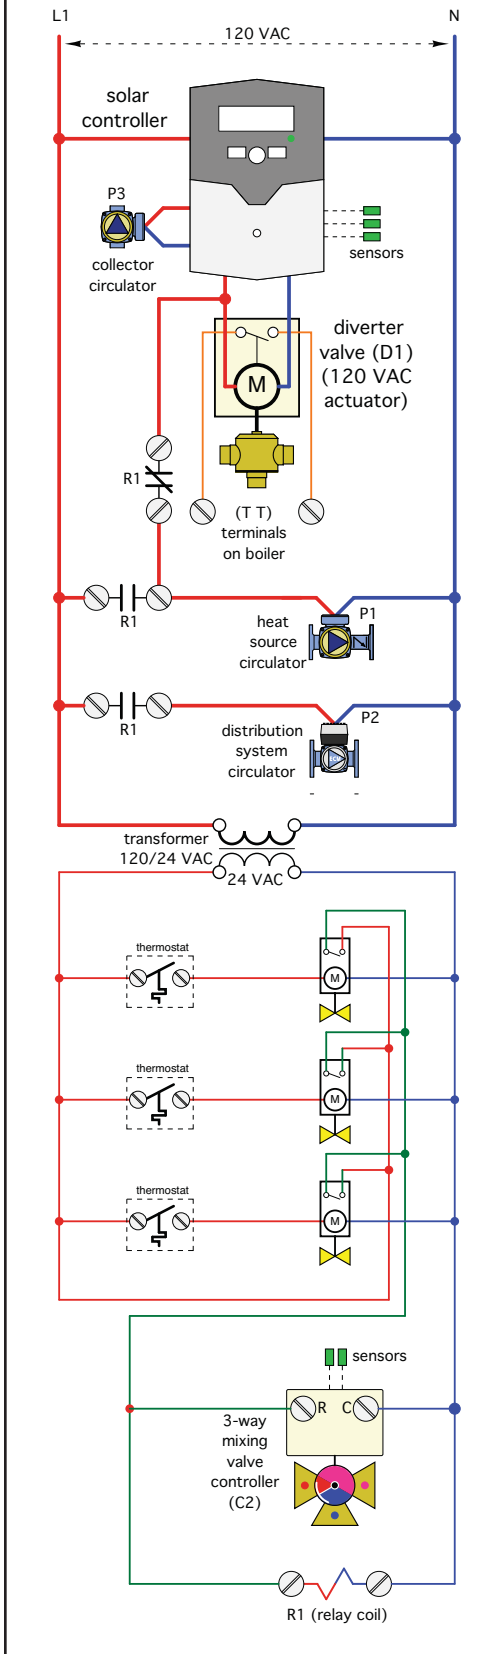 L1
N
120 VAC
solar
controller
P3
collector
circulator
sensors
diverter
valve (D1)
(120 VAC
actuator)
M
R1
(T T)
terminals
on boiler
R1
P1
heat
source
circulator
R1
P2
distribution
system
circulator
transformer
120/24 VAC
24 VAC
thermostat
M
thermostat
M
thermostat
M
sensors
R
C
3-way
mixing
valve
controller
(C2)
R1 (relay coil)